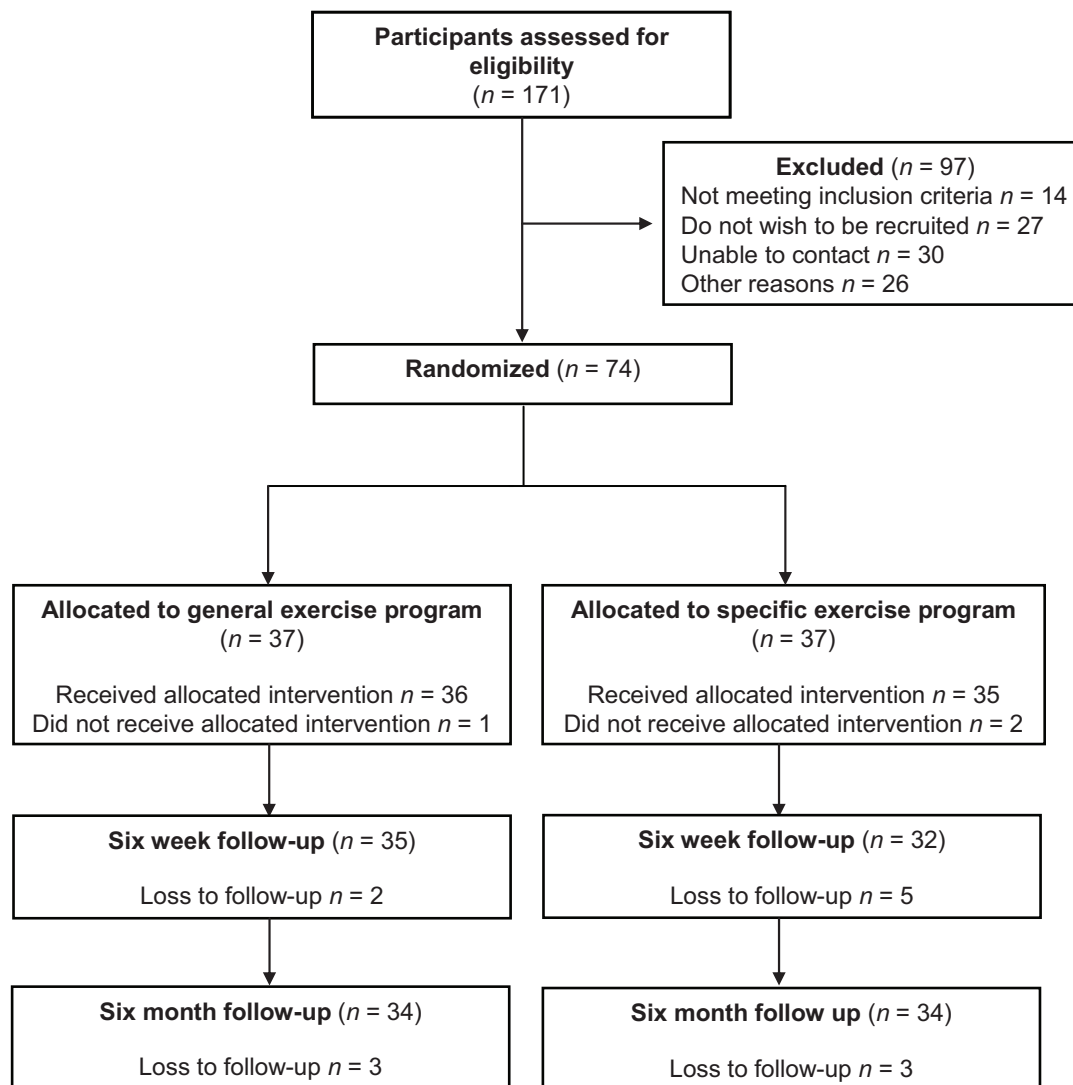 Participants assessed for
eligibility
(n = 171)
Excluded (n = 97)
Not meeting inclusion criteria n = 14
Do not wish to be recruited n = 27
Unable to contact n = 30
Other reasons n = 26
Randomized (n = 74)
Allocated to general exercise program
(n = 37)
Received allocated intervention n = 36
Did not receive allocated intervention n = 1
Allocated to specific exercise program
(n = 37)
Received allocated intervention n = 35
Did not receive allocated intervention n = 2
Six week follow-up (n = 35)
Loss to follow-up n = 2
Six week follow-up (n = 32)
Loss to follow-up n = 5
Six month follow-up (n = 34)
Loss to follow-up n = 3
Six month follow up (n = 34)
Loss to follow-up n = 3